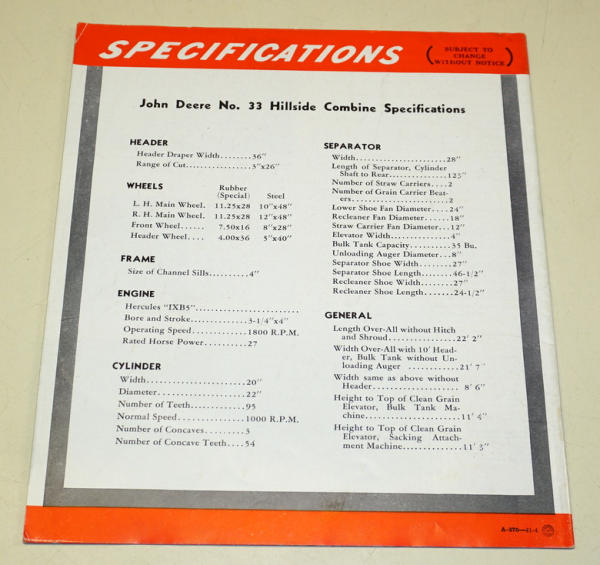 SPECIFICATIONS
(SUBJECT TO
CHANGE
WITHOUT NOTICE)
John Deere No. 33 Hillside Combine Specifications
HEADER
Header Draper Width........36"
Range of Cut.................3"x26"
WHEELS
Rubber
(Special) Steel
L. H. Main Wheel. 11.25x28 10"x48"
R. H. Main Wheel. 11.25x28 12"x48"
Front Wheel...... 7.50x16 8"x28"
Header Wheel.... 4.00x36 5"x40"
FRAME
Size of Channel Sills..........4"
ENGINE
Hercules "IXB5"..........................
Bore and Stroke..............3-1/4"x4"
Operating Speed..............1800 R.P.M.
Rated Horse Power...........27
CYLINDER
Width.........................20"
Diameter......................22"
Number of Teeth...............95
Normal Speed.................1000 R.P.M.
Number of Concaves..........3
Number of Concave Teeth....54
SEPARATOR
Width.......................28"
Length of Separator, Cylinder
Shaft to Rear...............125"
Number of Straw Carriers....2
Number of Grain Carrier Beat-
ers.........................2
Lower Shoe Fan Diameter.....24"
Recleaner Fan Diameter......18"
Straw Carrier Fan Diameter...12"
Elevator Width...............4"
Bulk Tank Capacity..........35 Bu.
Unloading Auger Diameter...8"
Separator Shoe Width........27"
Separator Shoe Length.......46-1/2"
Recleaner Shoe Width........27"
Recleaner Shoe Length.......24-1/2"
GENERAL
Length Over-All without Hitch
and Shroud..................22' 2"
Width Over-All with 10' Head-
er, Bulk Tank without Un-
loading Auger .............21' 7"
Width same as above without
Header...................... 8' 6"
Height to Top of Clean Grain
Elevator, Bulk Tank Ma-
chine........................11' 4"
Height to Top of Clean Grain
Elevator, Sacking Attach-
ment Machine..............11' 3"